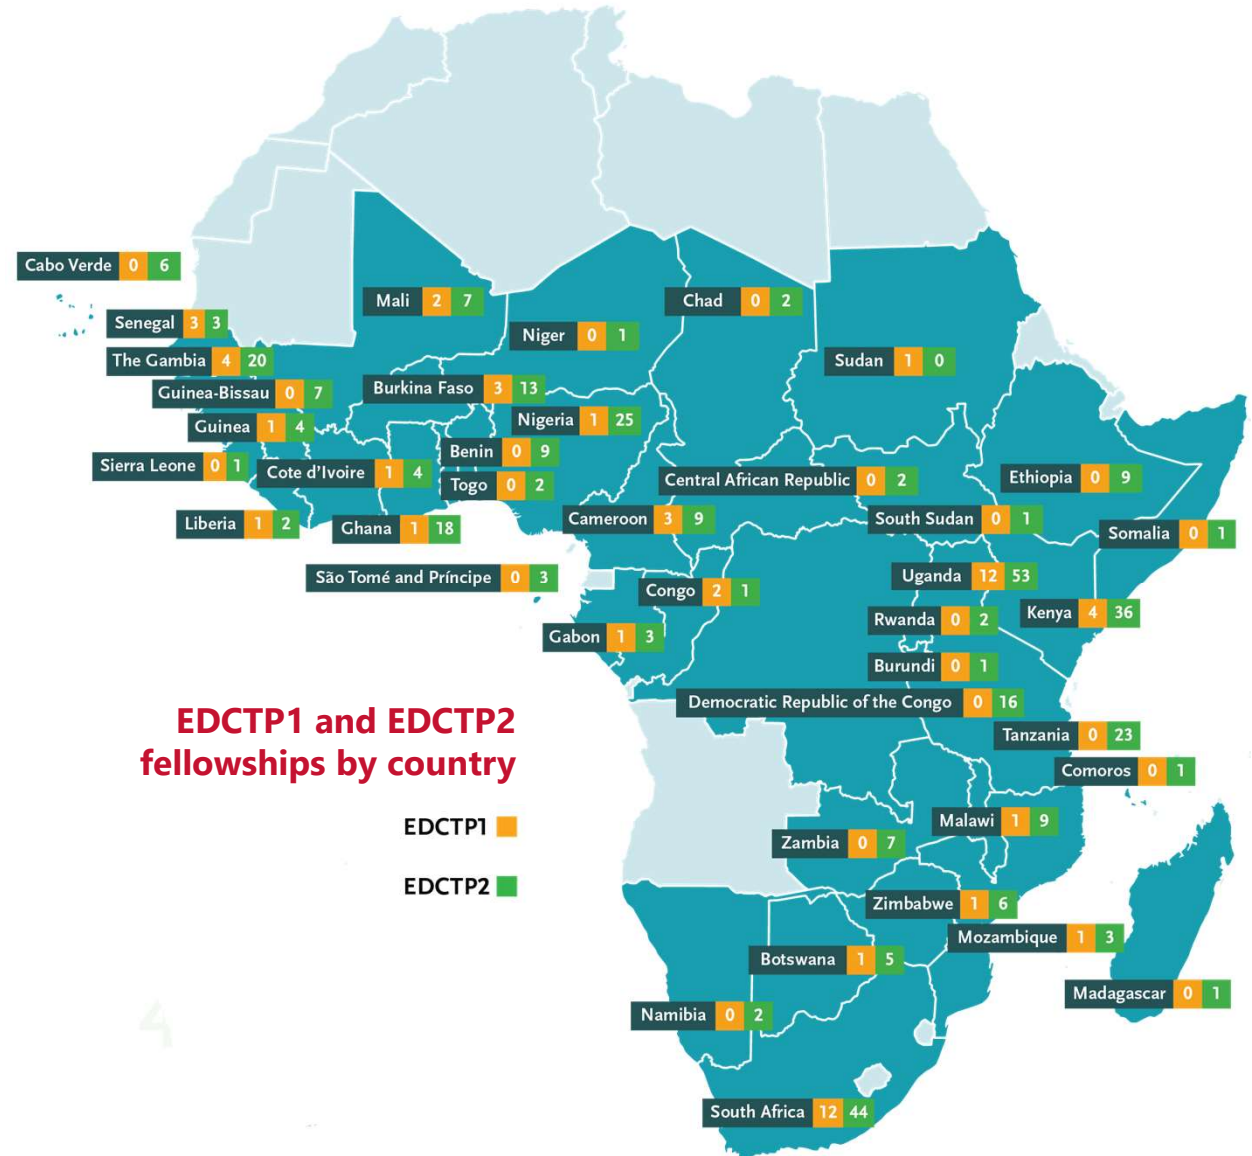 Cabo Verde 0 6
Mali 2 7
Chad 0 2
Senegal 3 3
Niger 0 1
The Gambia 4 20
Sudan 1 0
Guinea-Bissau 0 7
Burkina Faso 3 13
Guinea 1 4
Nigeria 1 25
Benin 0 9
Sierra Leone 0 1
Cote d'Ivoire 1 4
Togo 0 2
Central African Republic 0 2
Ethiopia 0 9
Liberia 1 2
Ghana 1 18
Cameroon 3 9
South Sudan 0 1
Somalia 0 1
São Tomé and Príncipe 0 3
Congo 2 1
Uganda 12 53
Rwanda 0 2
Kenya 4 36
Gabon 1 3
Burundi 0 1
Democratic Republic of the Congo 0 16
Tanzania 0 23
Comoros 0 1
EDCTP1 and EDCTP2
fellowships by country
EDCTP1
EDCTP2
Malawi 1 9
Zambia 0 7
Zimbabwe 1 6
Mozambique 1 3
Botswana 1 5
Madagascar 0 1
Namibia 0 2
South Africa 12 44